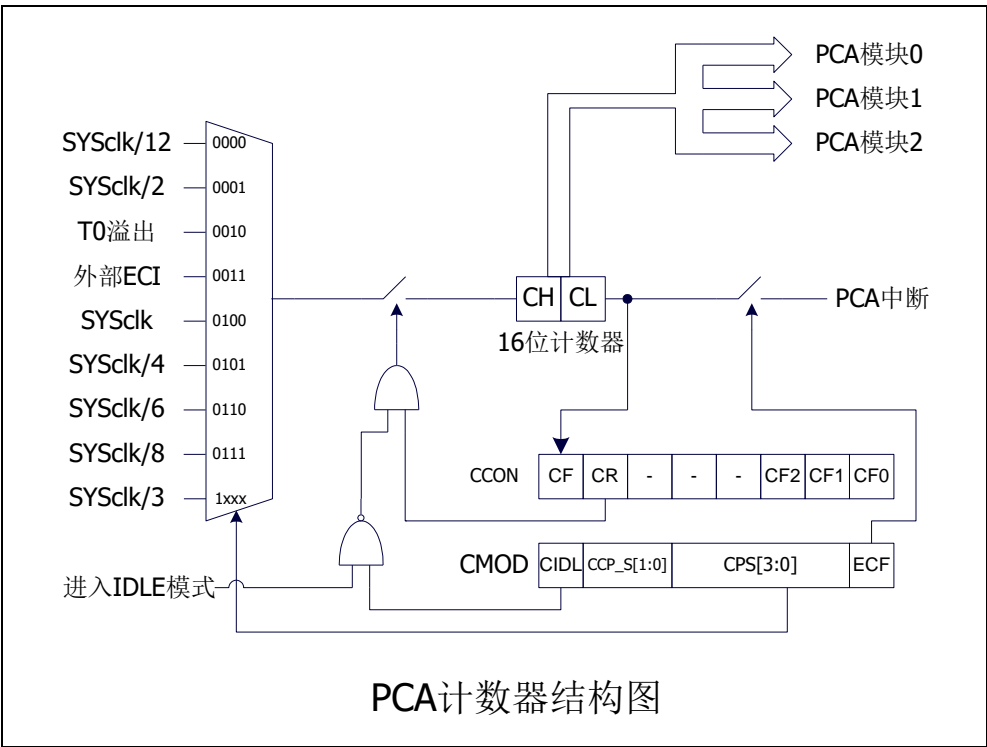 PCA模块0
PCA模块1
PCA模块2
SYSclk/12 0000
SYSclk/2 0001
T0溢出 0010
外部ECI 0011
SYSclk 0100
SYSclk/4 0101
SYSclk/6 0110
SYSclk/8 0111
SYSclk/3 1xxx
CH CL
16位计数器
PCA中断
CCON CF CR - - - CF2 CF1 CF0
CMOD CIDL CCP_S[1:0] CPS[3:0] ECF
进入IDLE模式
PCA计数器结构图